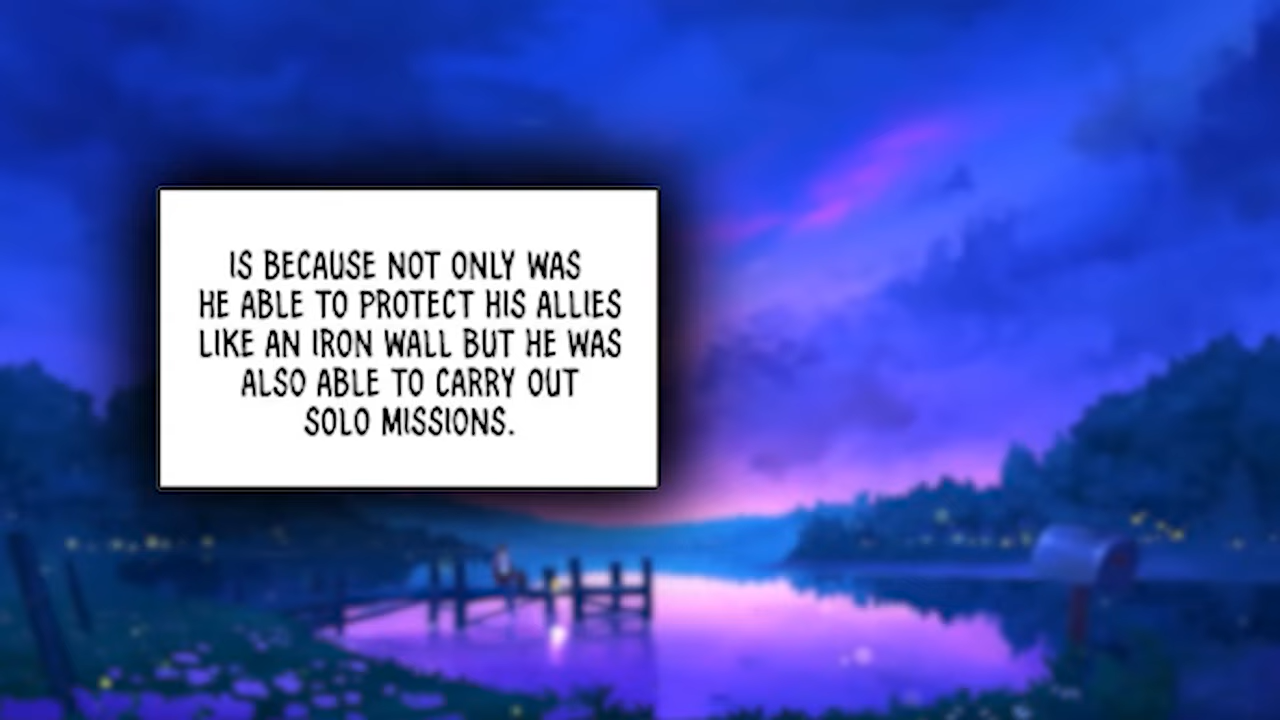 IS BECAUSE NOT ONLY WAS
HE ABLE TO PROTECT HIS ALLIES
LIKE AN IRON WALL BUT HE WAS
ALSO ABLE TO CARRY OUT
SOLO MISSIONS.